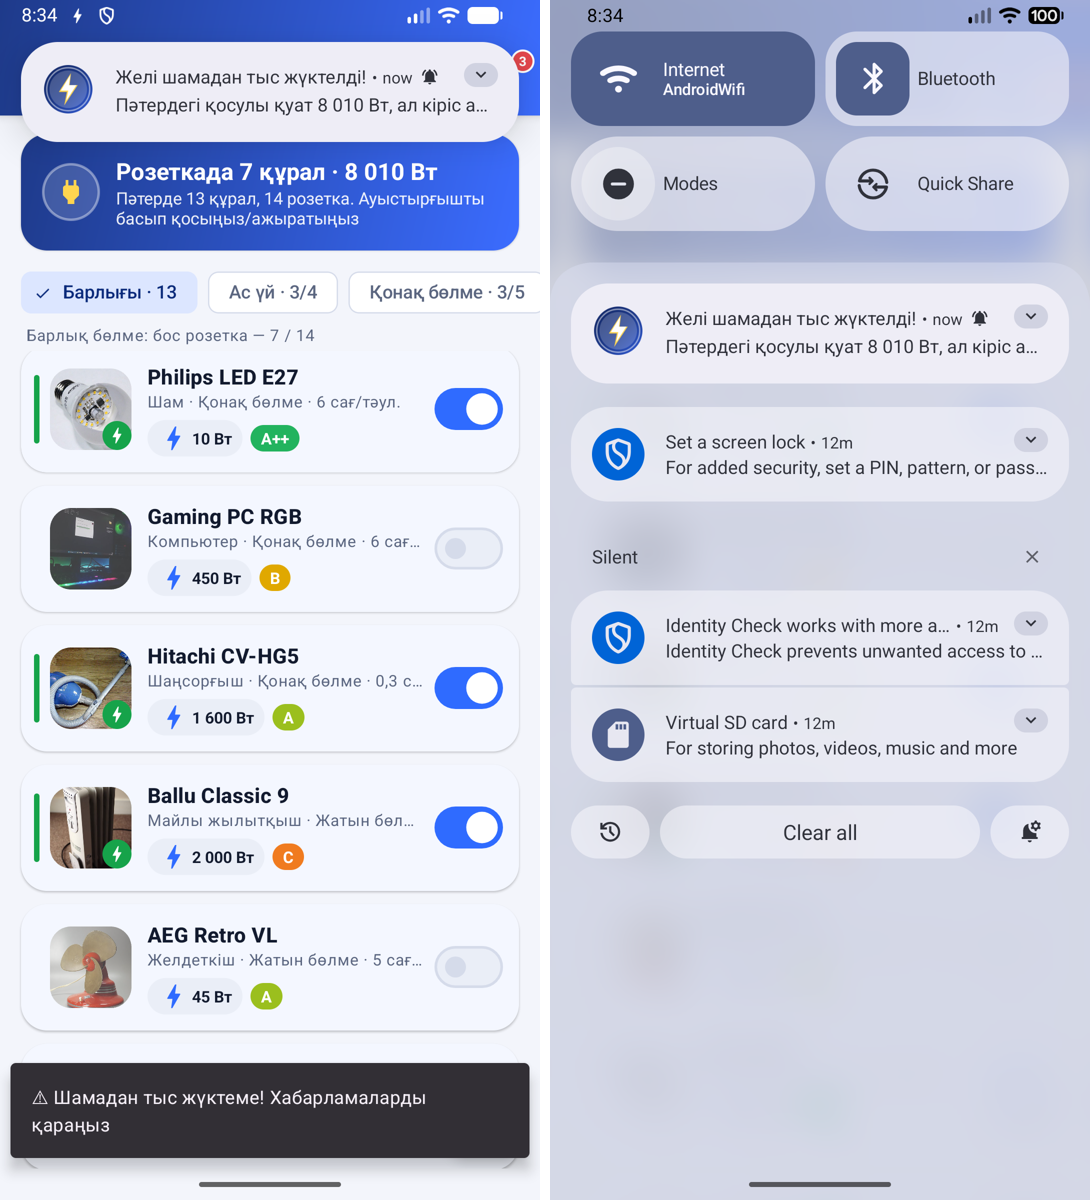 8:34
3
Желі шамадан тыс жүктелді! • now
Пәтердегі қосулы қуат 8 010 Вт, ал кіріс а…
Розеткада 7 құрал · 8 010 Вт
Пәтерде 13 құрал, 14 розетка. Ауыстырғышты
басып қосыңыз/ажыратыңыз
Барлығы · 13
Ас үй · 3/4
Қонақ бөлме · 3/5
Барлық бөлме: бос розетка — 7 / 14
Philips LED E27
Шам · Қонақ бөлме · 6 сағ/тәул.
10 Вт
A++
Gaming PC RGB
Компьютер · Қонақ бөлме · 6 сағ…
450 Вт
B
Hitachi CV-HG5
Шаңсорғыш · Қонақ бөлме · 0,3 с…
1 600 Вт
A
Ballu Classic 9
Майлы жылытқыш · Жатын бөл…
2 000 Вт
C
AEG Retro VL
Желдеткіш · Жатын бөлме · 5 сағ…
45 Вт
A
⚠ Шамадан тыс жүктеме! Хабарламаларды
қараңыз
8:34
100
Internet
AndroidWifi
Bluetooth
Modes
Quick Share
Желі шамадан тыс жүктелді! • now
Пәтердегі қосулы қуат 8 010 Вт, ал кіріс а…
Set a screen lock • 12m
For added security, set a PIN, pattern, or pass…
Silent
Identity Check works with more a… • 12m
Identity Check prevents unwanted access to …
Virtual SD card • 12m
For storing photos, videos, music and more
Clear all